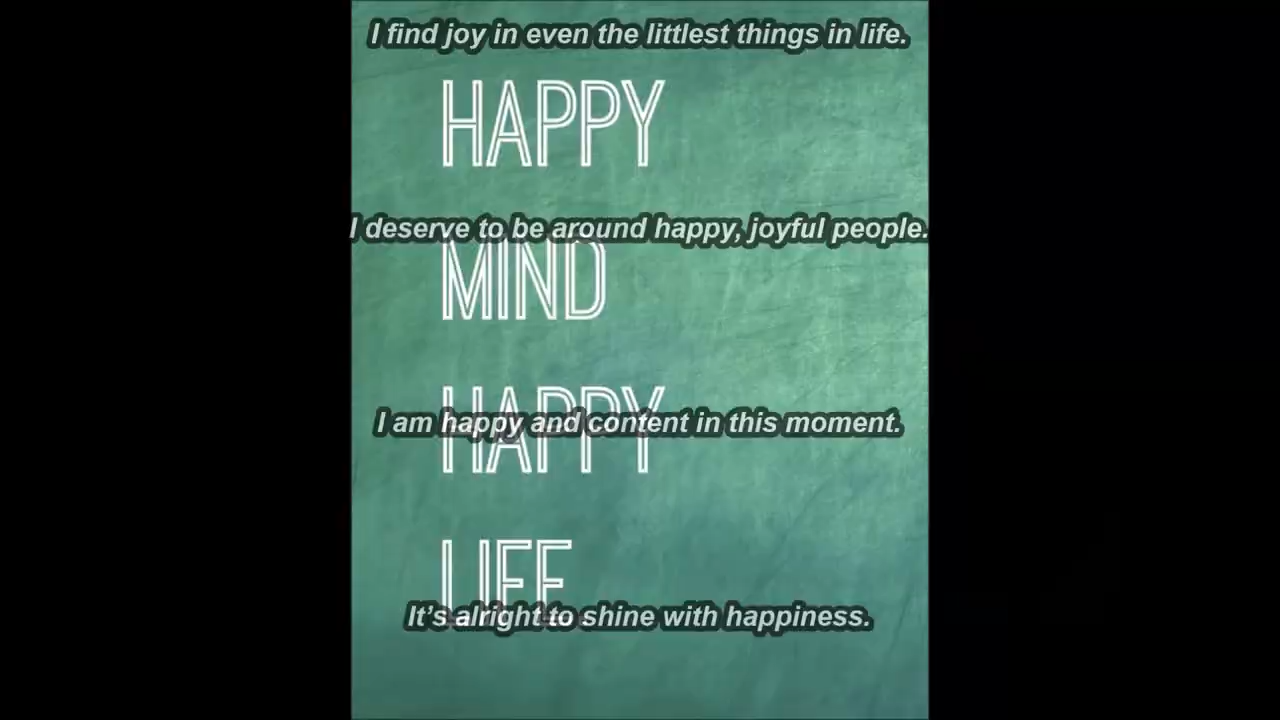 I find joy in even the littlest things in life.
HAPPY
I deserve to be around happy, joyful people.
MIND
I am happy and content in this moment.
HAPPY
LIFE.
It’s alright to shine with happiness.